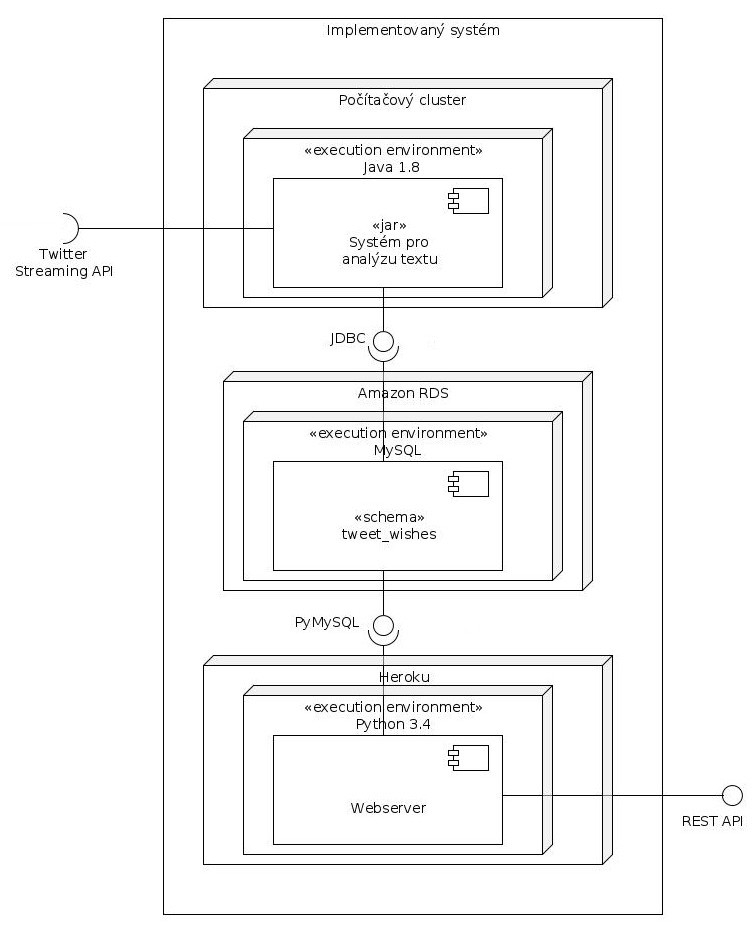 Implementovaný systém
Počítačový cluster
«execution environment»
Java 1.8
«jar»
Systém pro
analýzu textu
Twitter
Streaming API
JDBC
Amazon RDS
«execution environment»
MySQL
«schema»
tweet_wishes
PyMySQL
Heroku
«execution environment»
Python 3.4
Webserver
REST API